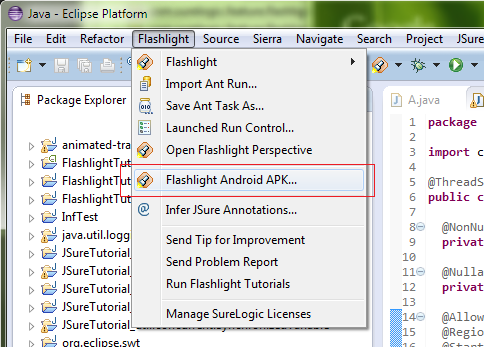 Java - Eclipse Platform
File Edit Refactor Flashlight Source Sierra Navigate Search Project JSure
Package Explorer
animated-tra
FlashlightTut
FlashlightTut
FlashlightTu
InfTest
java.util.logg
JSureTutorial_
JSureTutorial_
JSureTutorial_
JSureTutorial_
org.eclipse.swt
Flashlight
Import Ant Run...
Save Ant Task As...
Launched Run Control...
Open Flashlight Perspective
Flashlight Android APK...
Infer JSure Annotations...
Send Tip for Improvement
Send Problem Report
Run Flashlight Tutorials
Manage SureLogic Licenses
A.java
1 package
2
3 import c
4
5 @ThreadS
6 public c
7
8 @NonNu
9 privat
10
11 @Nulla
12 privat
13
14 @Allow
15 @Regio
16 @Start